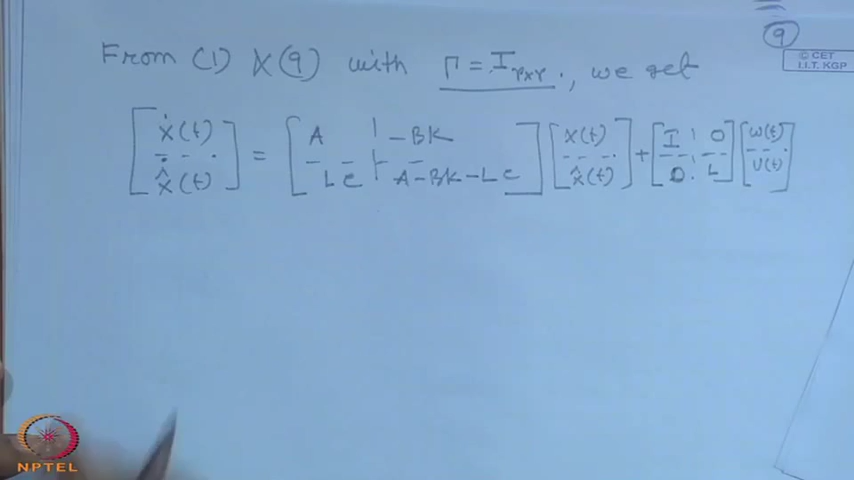 9
© CET
I.I.T. KGP
From (1) & (9) with Γ = I_{r×r}, we get
[ẋ(t) ; x̂̇(t)] = [A | -BK ; LC | A-BK-LC] [x(t) ; x̂(t)] + [I | 0 ; 0 | L] [w(t) ; v(t)]
NPTEL